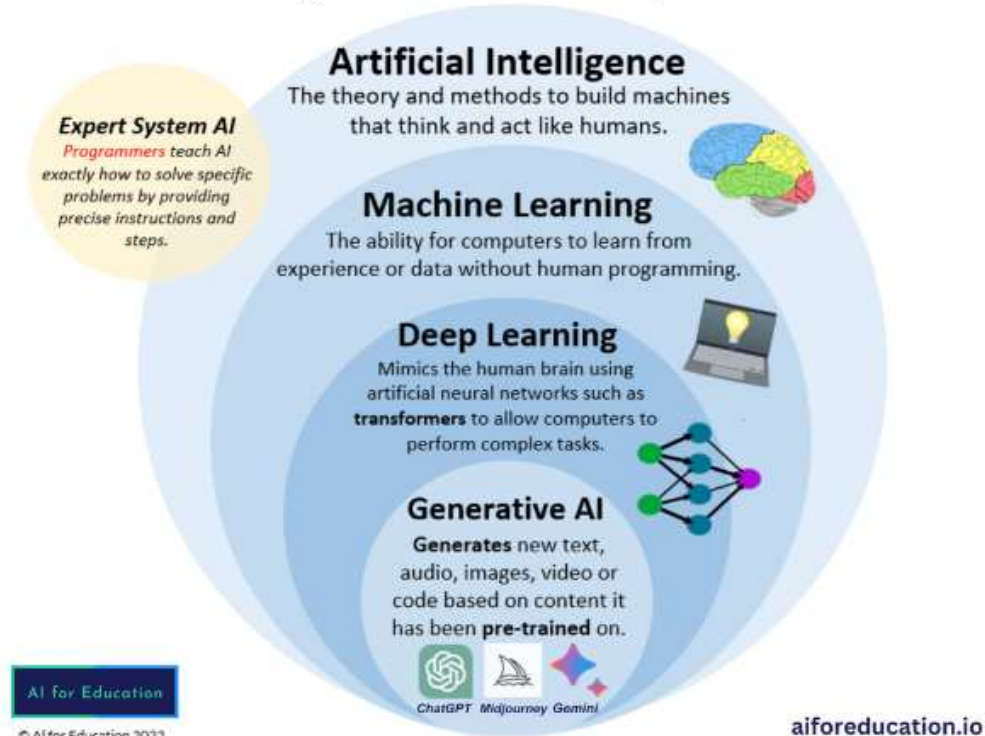 Artificial Intelligence
The theory and methods to build machines
that think and act like humans.
Expert System AI
Programmers teach AI
exactly how to solve specific
problems by providing
precise instructions and
steps.
Machine Learning
The ability for computers to learn from
experience or data without human programming.
Deep Learning
Mimics the human brain using
artificial neural networks such as
transformers to allow computers to
perform complex tasks.
Generative AI
Generates new text,
audio, images, video or
code based on content it
has been pre-trained on.
ChatGPT Midjourney Gemini
AI for Education
© AI for Education 2023
aiforeducation.io